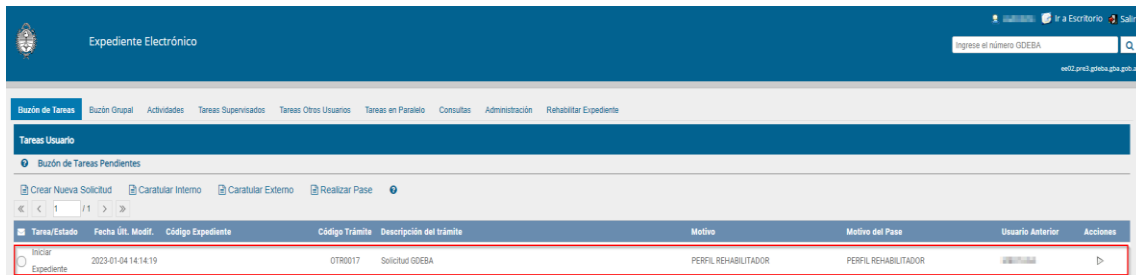 Ir a Escritorio Salir
Expediente Electrónico
Ingrese el número GDEBA
ee02.pre3.gdeba.gba.gob.a
Buzón de Tareas Buzón Grupal Actividades Tareas Supervisados Tareas Otros Usuarios Tareas en Paralelo Consultas Administración Rehabilitar Expediente
Tareas Usuario
Buzón de Tareas Pendientes
Crear Nueva Solicitud Caratular Interno Caratular Externo Realizar Pase
1 /1
Tarea/Estado Fecha Últ. Modif. Código Expediente Código Trámite Descripción del trámite Motivo Motivo del Pase Usuario Anterior Acciones
Iniciar Expediente 2023-01-04 14:14:19 OTR0017 Solicitud GDEBA PERFIL REHABILITADOR PERFIL REHABILITADOR